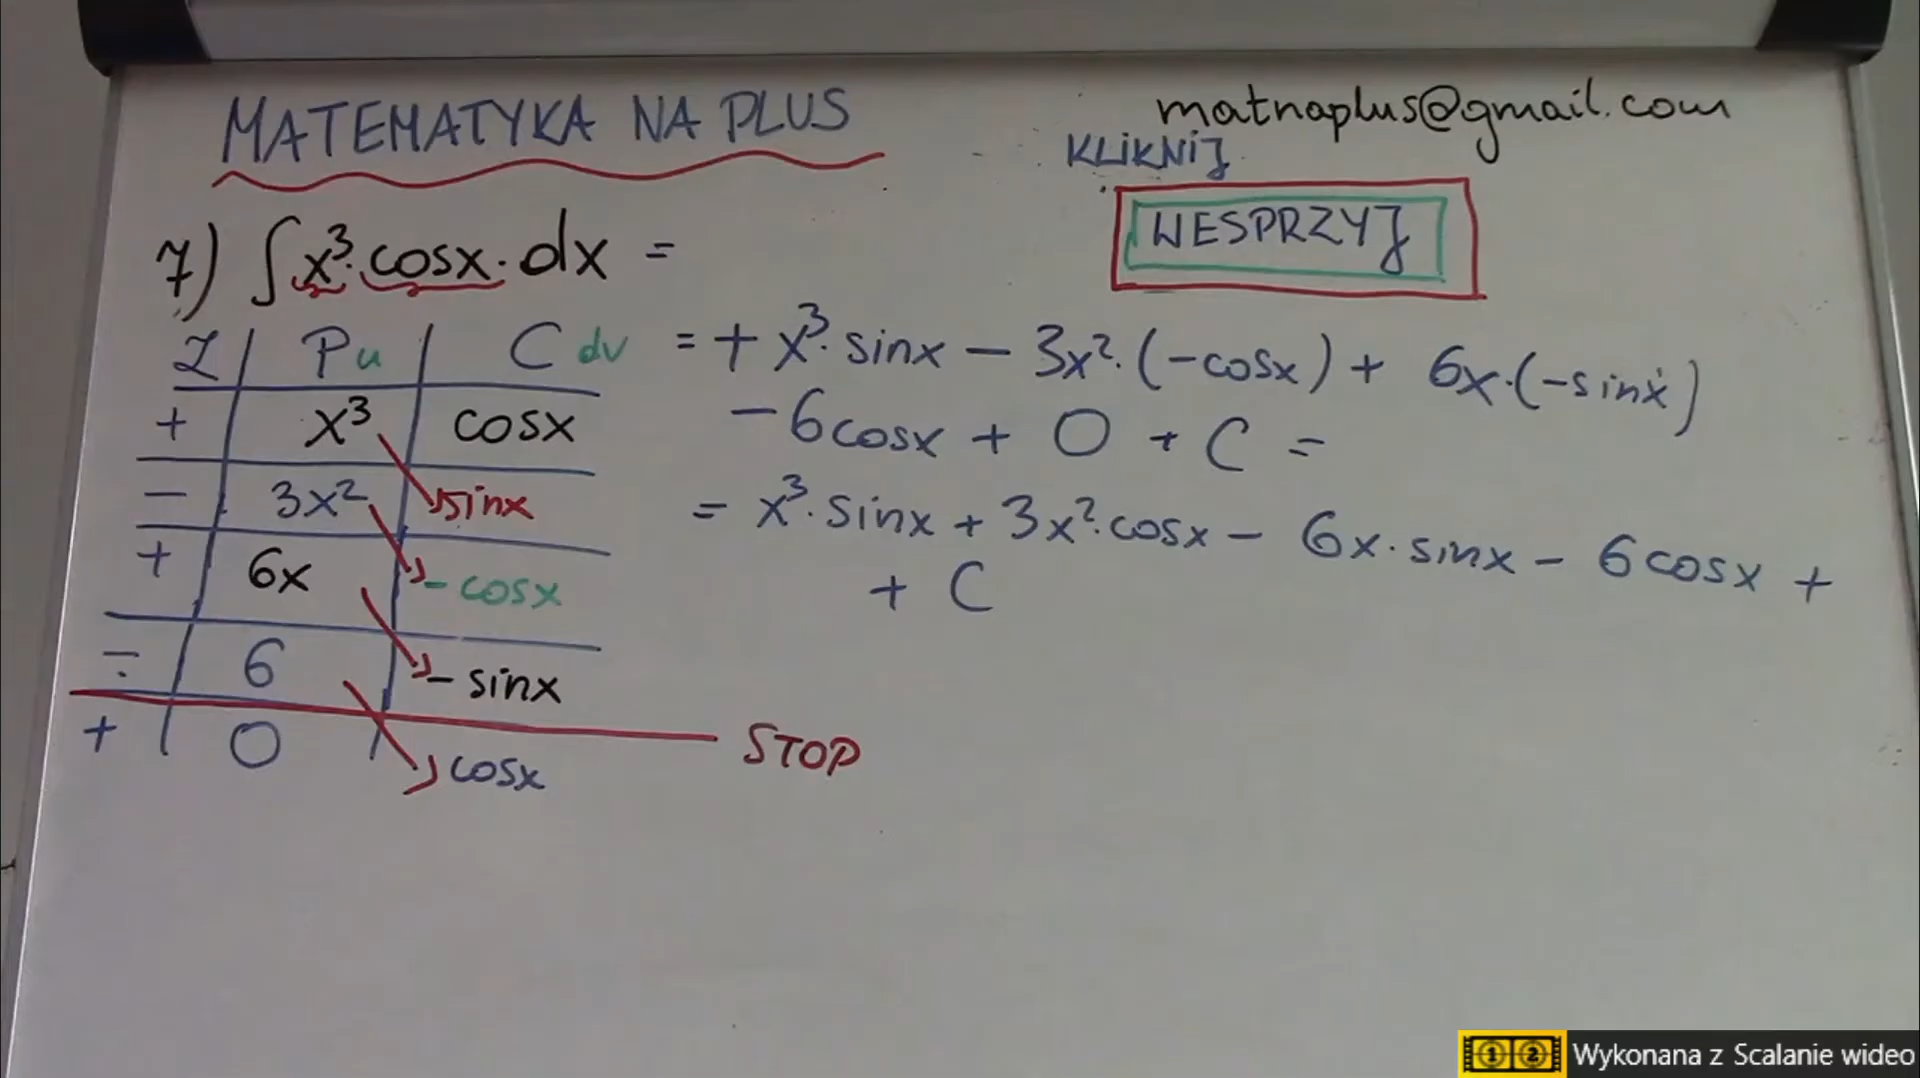 MATEMATYKA NA PLUS
matnaplus@gmail.com
KLIKNIJ
WESPRZYJ
7) ∫ x³·cosx·dx =
Z | P u | C dv
+ | x³ | cosx
− | 3x² | sinx
+ | 6x | -cosx
− | 6 | -sinx
+ | 0 | cosx
STOP
= + x³·sinx − 3x²·(-cosx) + 6x·(-sinx)
− 6cosx + 0 + C =
= x³·sinx + 3x²·cosx − 6x·sinx − 6cosx +
+ C
Wykonana z Scalanie wideo